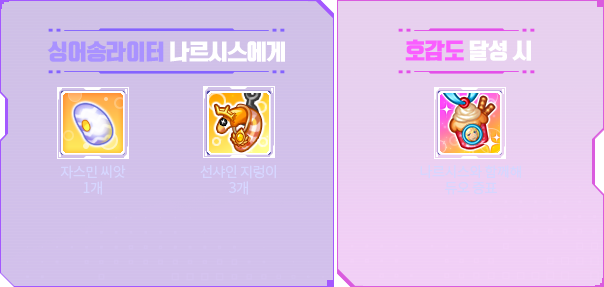 싱어송라이터 나르시스에게
호감도 달성 시
자스민 씨앗
1개
선사인 지렁이
3개